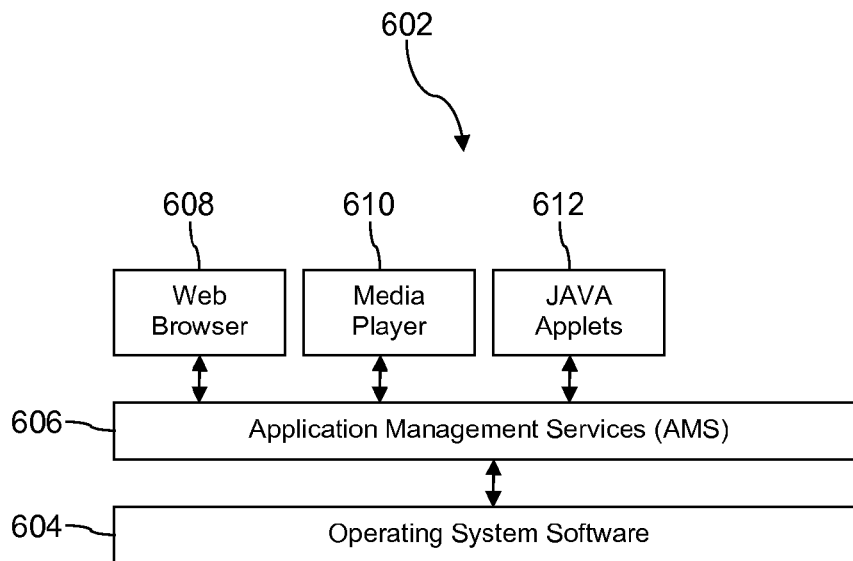 602
608
610
612
Web
Browser
Media
Player
JAVA
Applets
606
Application Management Services (AMS)
604
Operating System Software